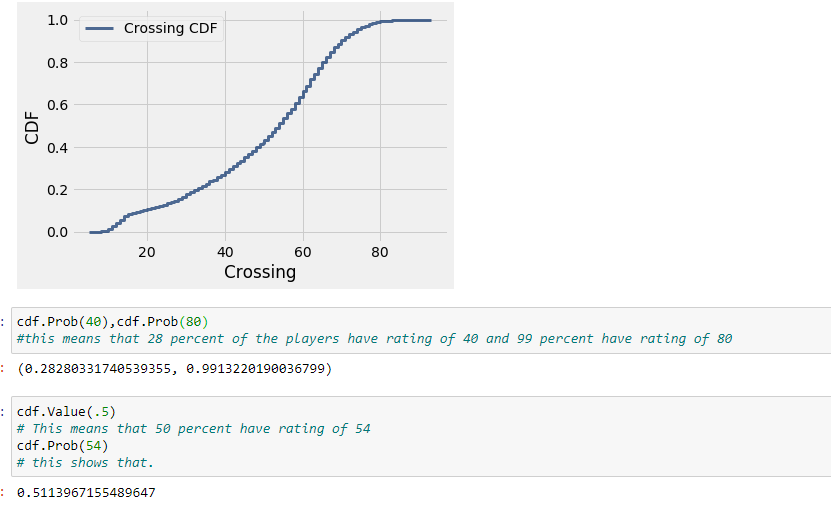 1.0
Crossing CDF
0.8
0.6
CDF
0.4
0.2
0.0
20 40 60 80
Crossing
: cdf.Prob(40),cdf.Prob(80)
#this means that 28 percent of the players have rating of 40 and 99 percent have rating of 80
: (0.28280331740539355, 0.9913220190036799)
: cdf.Value(.5)
# This means that 50 percent have rating of 54
cdf.Prob(54)
# this shows that.
: 0.5113967155489647